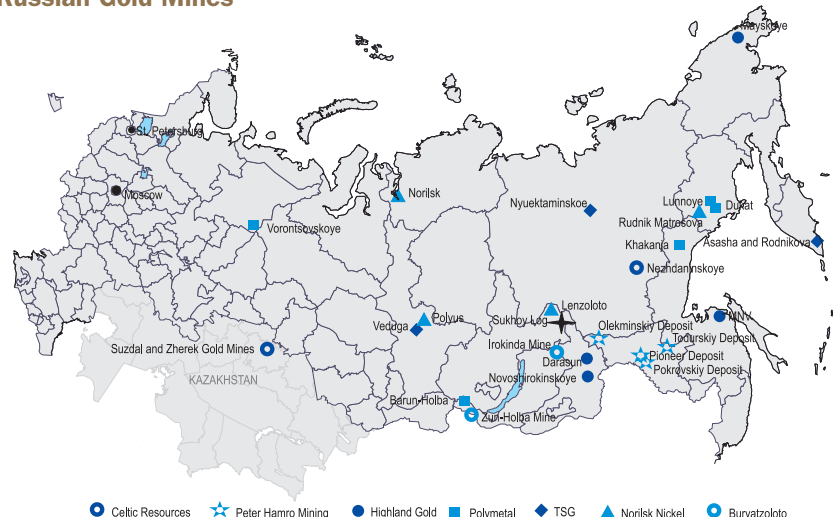 Russian Gold Mines
Mayskoye
St. Petersburg
Moscow
Norilsk
Nyuektaminskoe
Lunnoye
Dukat
Rudnik Matrosova
Vorontsovskoye
Khakanja
Asasha and Rodnikova
Nezhdaninskoye
Lenzoloto
Polyus
Sukhoy Log
MNV
Vedaga
Olekminskiy Deposit
Todurskiy Deposit
Suzdal and Zherek Gold Mines
Irokinda Mine
Pioneer Deposit
Darasun
Pokrovskiy Deposit
KAZAKHSTAN
Novoshirokinskoye
Barun-Holba
Zun-Holba Mine
Celtic Resources
Peter Hamro Mining
Highland Gold
Polymetal
TSG
Norilsk Nickel
Buryatzoloto